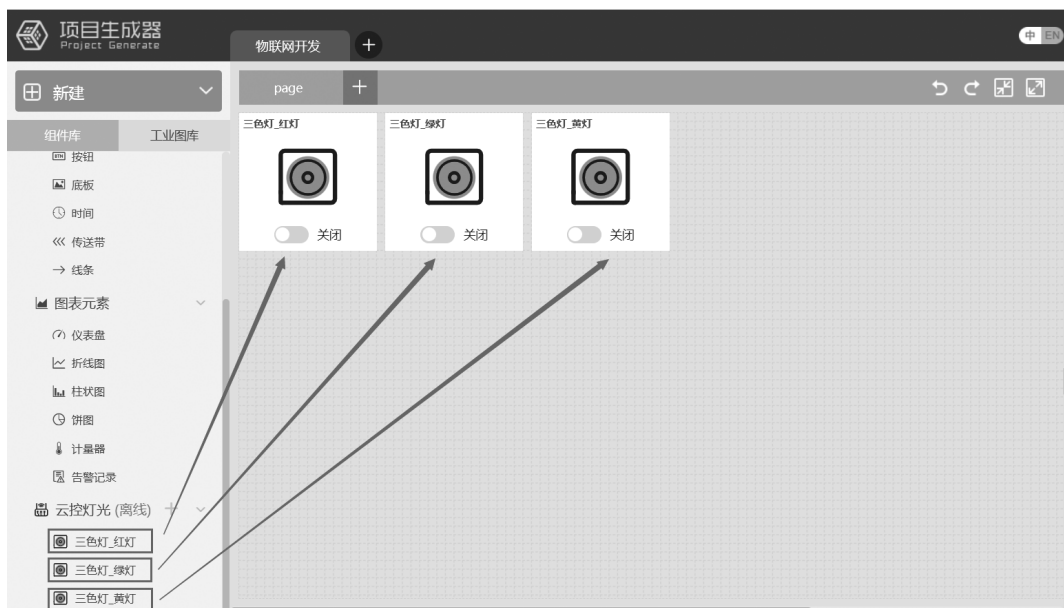 项目生成器
Project Generate
物联网开发
+
中 EN
新建
page
+
组件库
工业图库
按钮
底板
时间
传送带
线条
图表元素
仪表盘
折线图
柱状图
饼图
计量器
告警记录
云控灯光 (离线) +
三色灯_红灯
三色灯_绿灯
三色灯_黄灯
三色灯_红灯
关闭
三色灯_绿灯
关闭
三色灯_黄灯
关闭